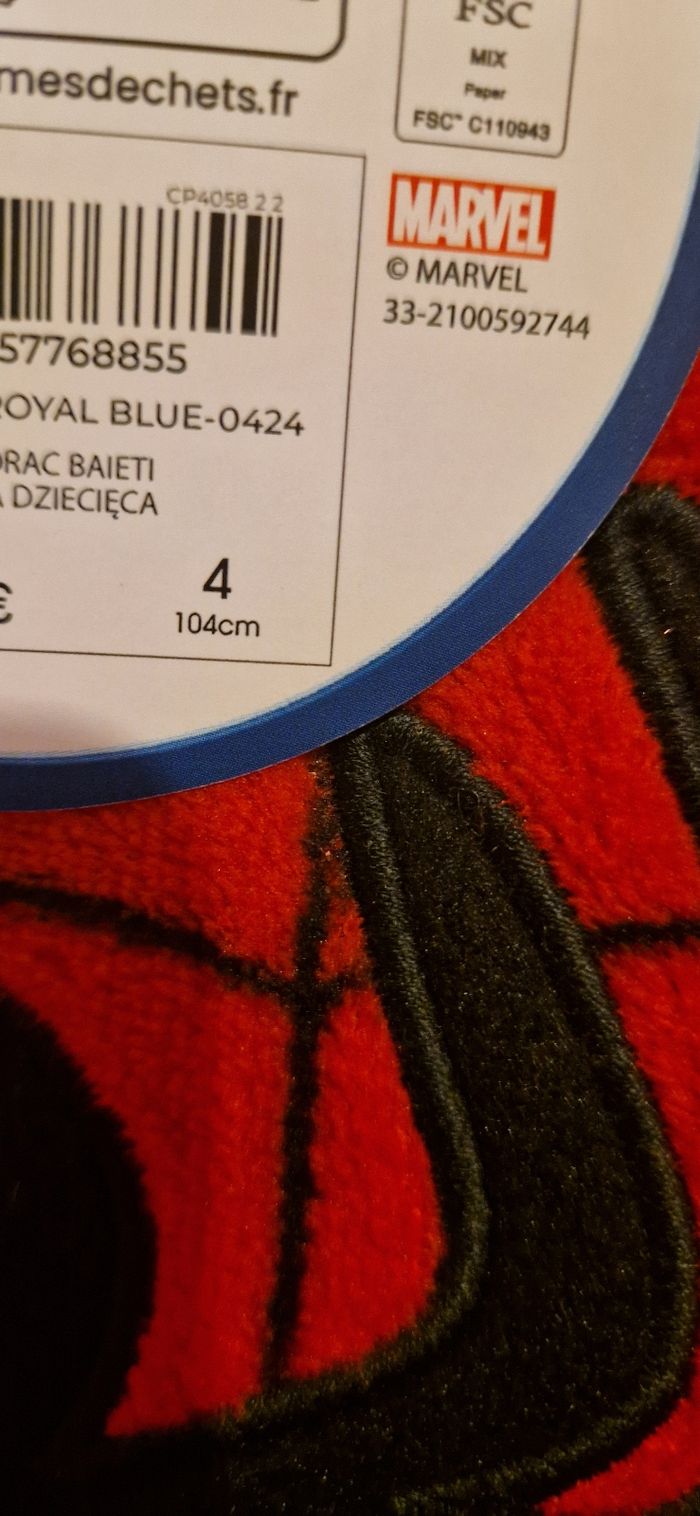 FSC
MIX
Paper
FSC™ C110943
mesdechets.fr
MARVEL
© MARVEL
33-2100592744
CP4058 2 2
57768855
ROYAL BLUE-0424
ORAC BAIETI
A DZIECIĘCA
€
4
104cm